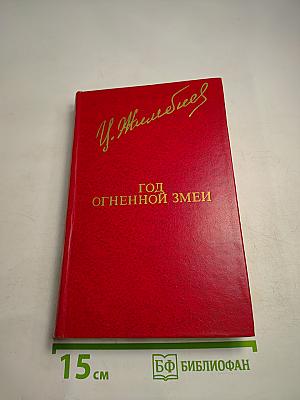 Ц. Жимбиев
ГОД
ОГНЕННОЙ ЗМЕИ
15 см
БФ БИБЛИОФАН